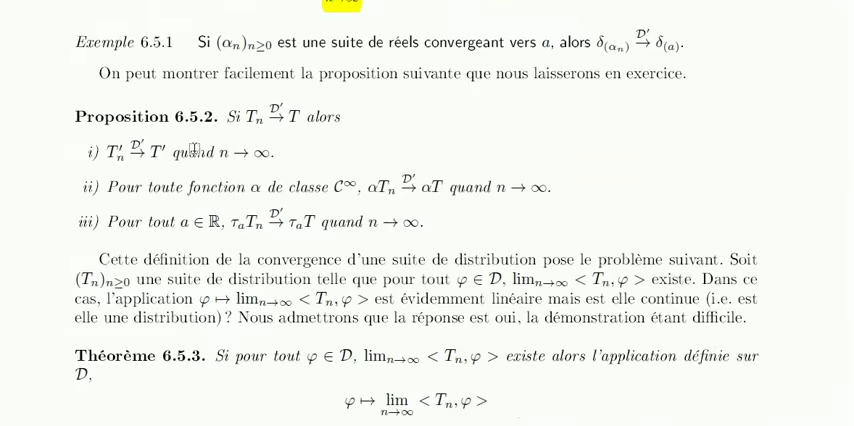 Exemple 6.5.1 Si (αₙ)ₙ≥₀ est une suite de réels convergeant vers a, alors δ₍αₙ₎ →^{𝒟'} δ₍a₎.
On peut montrer facilement la proposition suivante que nous laisserons en exercice.
Proposition 6.5.2. Si Tₙ →^{𝒟'} T alors
i) T'ₙ →^{𝒟'} T' quand n → ∞.
ii) Pour toute fonction α de classe 𝒞^∞, αTₙ →^{𝒟'} αT quand n → ∞.
iii) Pour tout a ∈ ℝ, τₐTₙ →^{𝒟'} τₐT quand n → ∞.
Cette définition de la convergence d'une suite de distribution pose le problème suivant. Soit
(Tₙ)ₙ≥₀ une suite de distribution telle que pour tout φ ∈ 𝒟, limₙ→∞ < Tₙ, φ > existe. Dans ce
cas, l'application φ ↦ limₙ→∞ < Tₙ, φ > est évidemment linéaire mais est elle continue (i.e. est
elle une distribution) ? Nous admettrons que la réponse est oui, la démonstration étant difficile.
Théorème 6.5.3. Si pour tout φ ∈ 𝒟, limₙ→∞ < Tₙ, φ > existe alors l'application définie sur
𝒟,
φ ↦ lim < Tₙ, φ >
n→∞